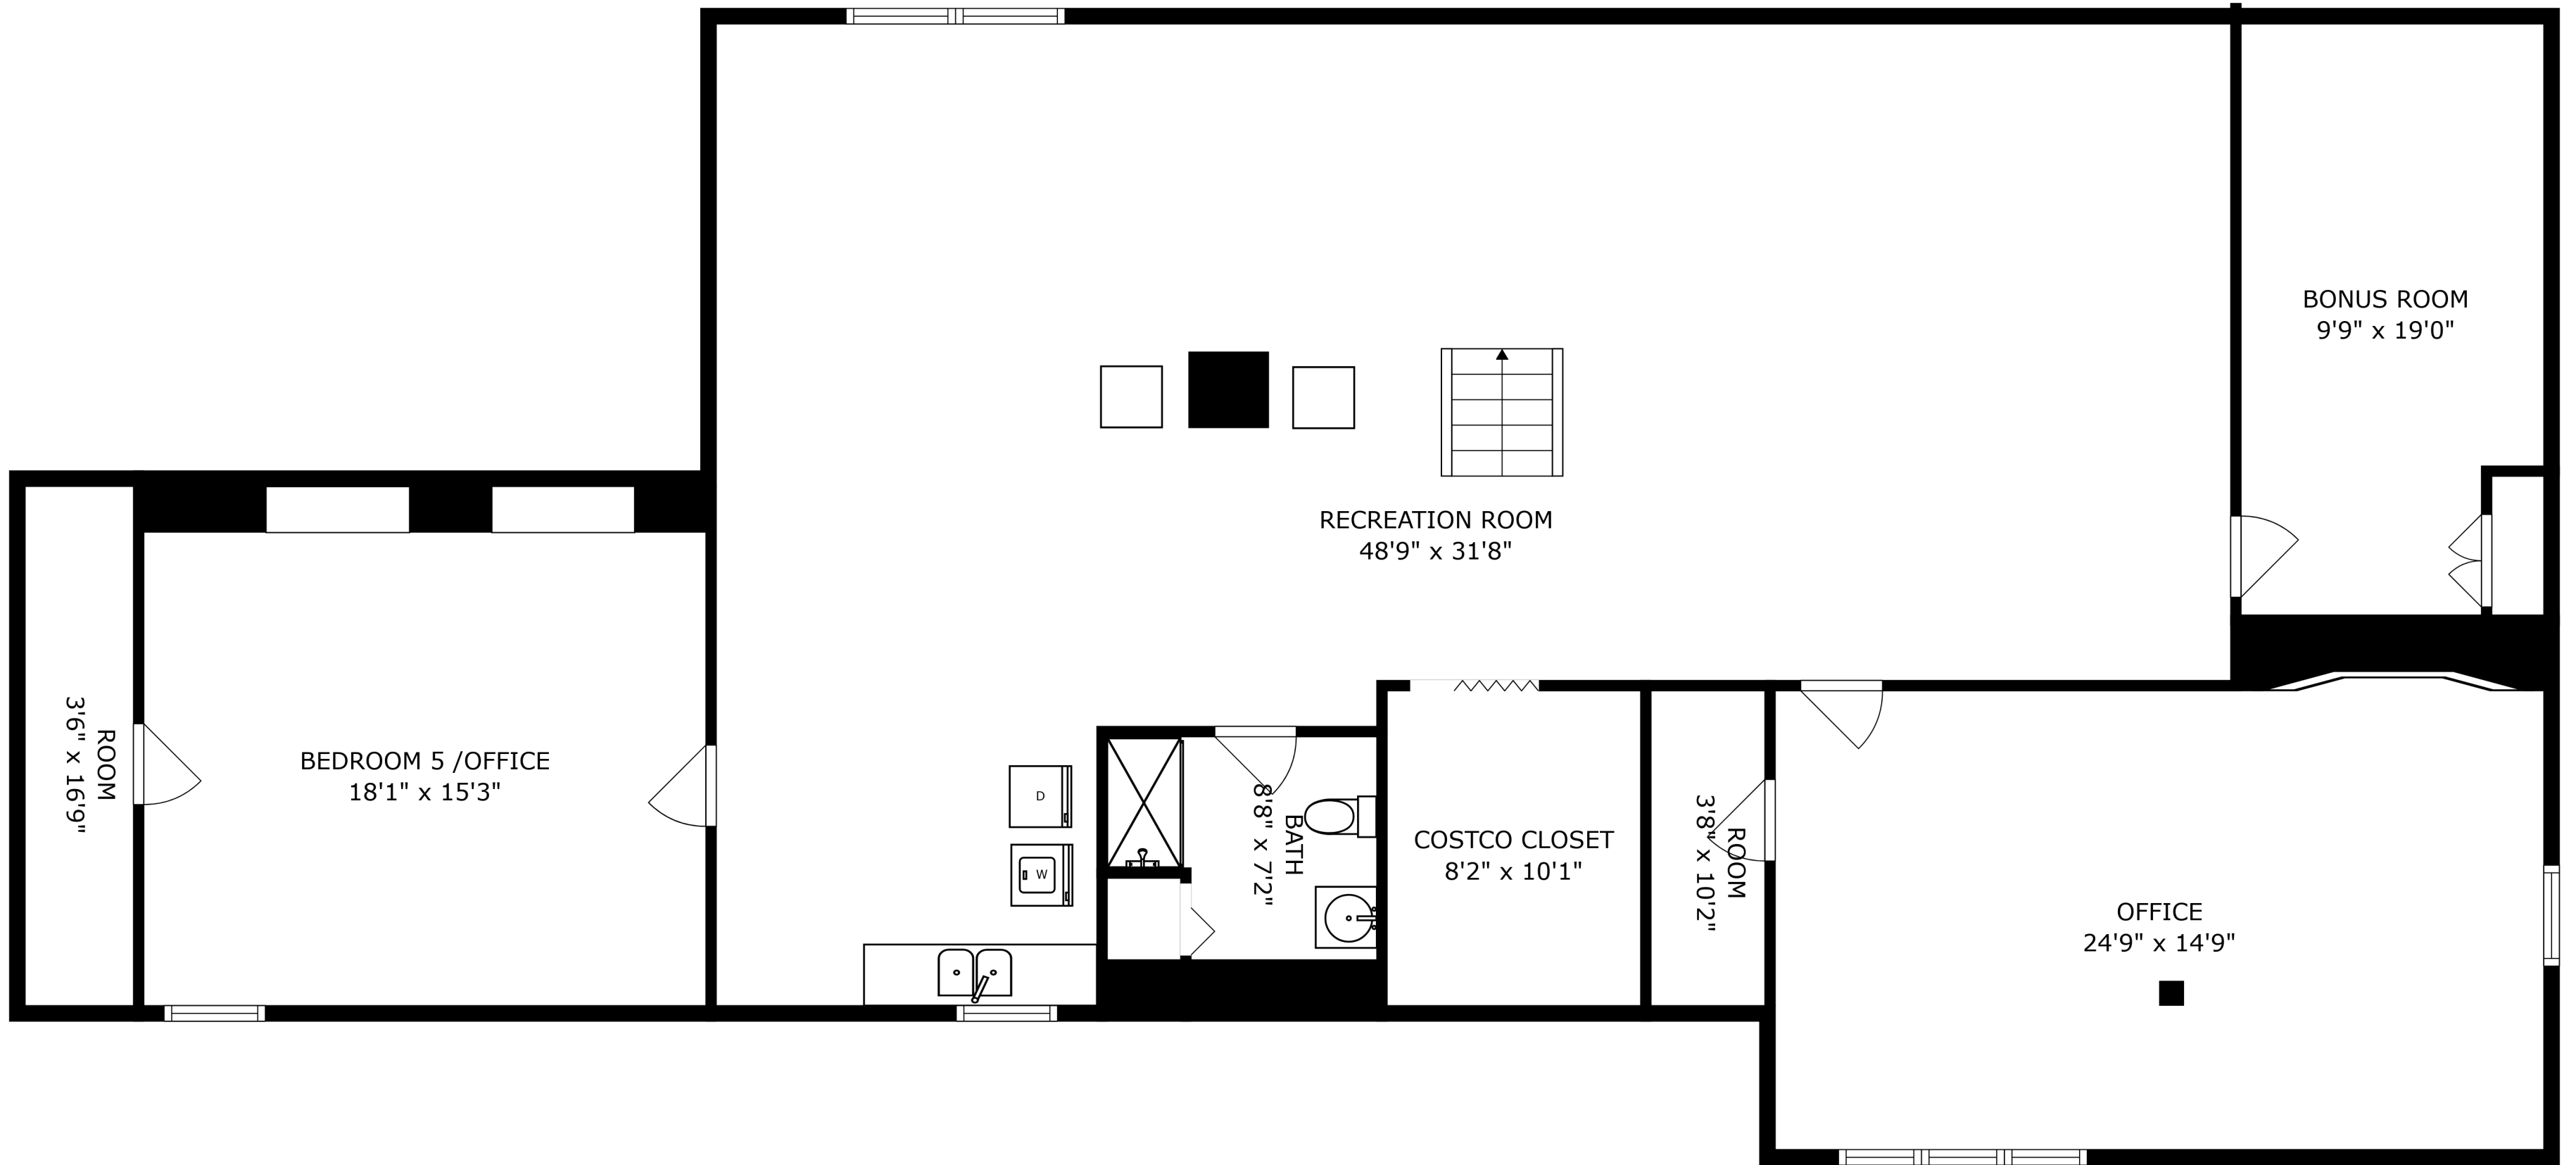 BONUS ROOM
9'9" x 19'0"
RECREATION ROOM
48'9" x 31'8"
ROOM
3'6" x 16'9"
BEDROOM 5 /OFFICE
18'1" x 15'3"
D
W
BATH
8'8" x 7'2"
COSTCO CLOSET
8'2" x 10'1"
ROOM
3'8" x 10'2"
OFFICE
24'9" x 14'9"